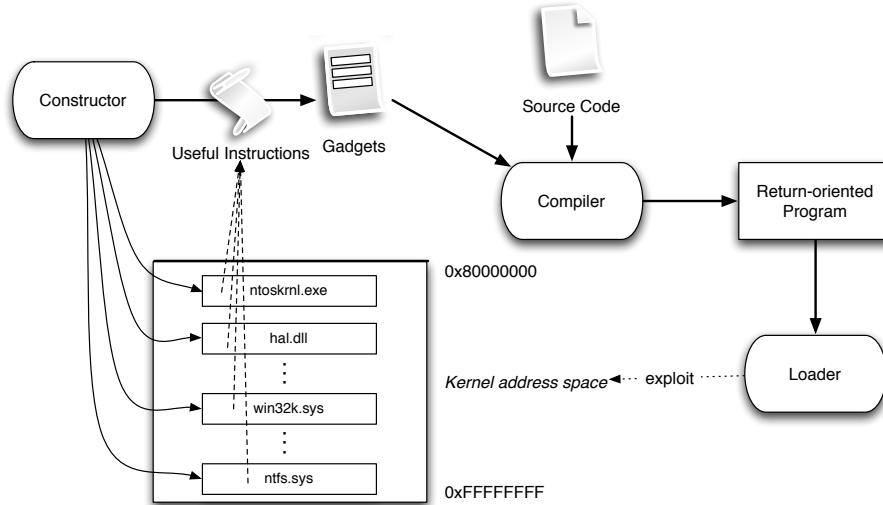 Source Code
Constructor
Useful Instructions
Gadgets
Compiler
Return-oriented
Program
0x80000000
ntoskrnl.exe
hal.dll
Kernel address space
exploit
Loader
win32k.sys
ntfs.sys
0xFFFFFFFF